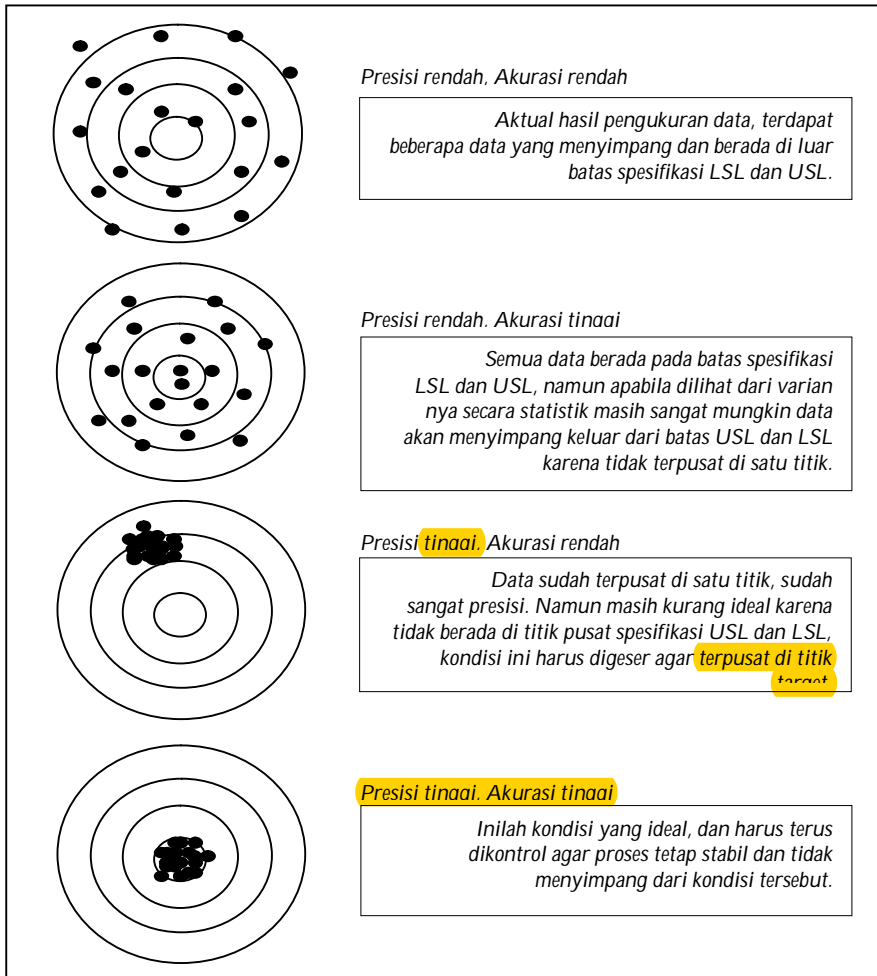 Presisi rendah, Akurasi rendah
Aktual hasil pengukuran data, terdapat
beberapa data yang menyimpang dan berada di luar
batas spesifikasi LSL dan USL.
Presisi rendah. Akurasi tinggi
Semua data berada pada batas spesifikasi
LSL dan USL, namun apabila dilihat dari varian
nya secara statistik masih sangat mungkin data
akan menyimpang keluar dari batas USL dan LSL
karena tidak terpusat di satu titik.
Presisi tinggi. Akurasi rendah
Data sudah terpusat di satu titik, sudah
sangat presisi. Namun masih kurang ideal karena
tidak berada di titik pusat spesifikasi USL dan LSL,
kondisi ini harus digeser agar terpusat di titik
target.
Presisi tinggi. Akurasi tinggi
Inilah kondisi yang ideal, dan harus terus
dikontrol agar proses tetap stabil dan tidak
menyimpang dari kondisi tersebut.